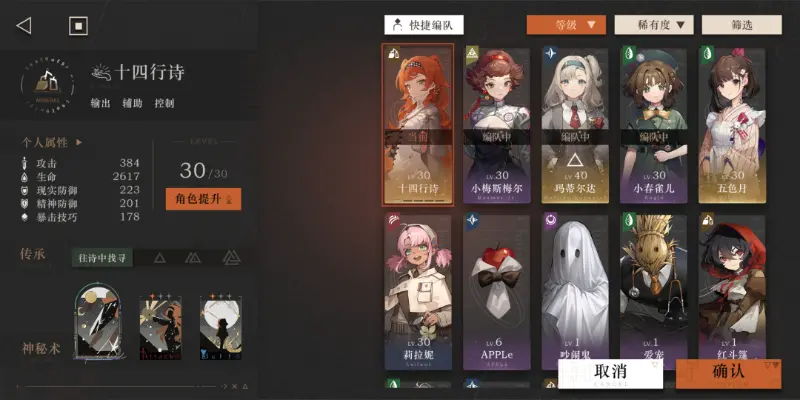 快捷编队
等级
稀有度
筛选
十四行诗
输出 辅助 控制
个人属性
LEVEL
攻击 384
生命 2617
现实防御 223
精神防御 201
暴击技巧 178
30/30
角色提升
传承
往诗中找寻
神秘术
当前
LV.30
十四行诗
编队中
LV.30
小梅斯梅尔
编队中
LV.40
玛蒂尔达
编队中
LV.30
小春雀儿
LV.30
五色月
LV.30
莉拉妮
LV.6
APPLe
LV.1
吵闹鬼
LV.1
爱宠
LV.1
红斗篷
取消
确认